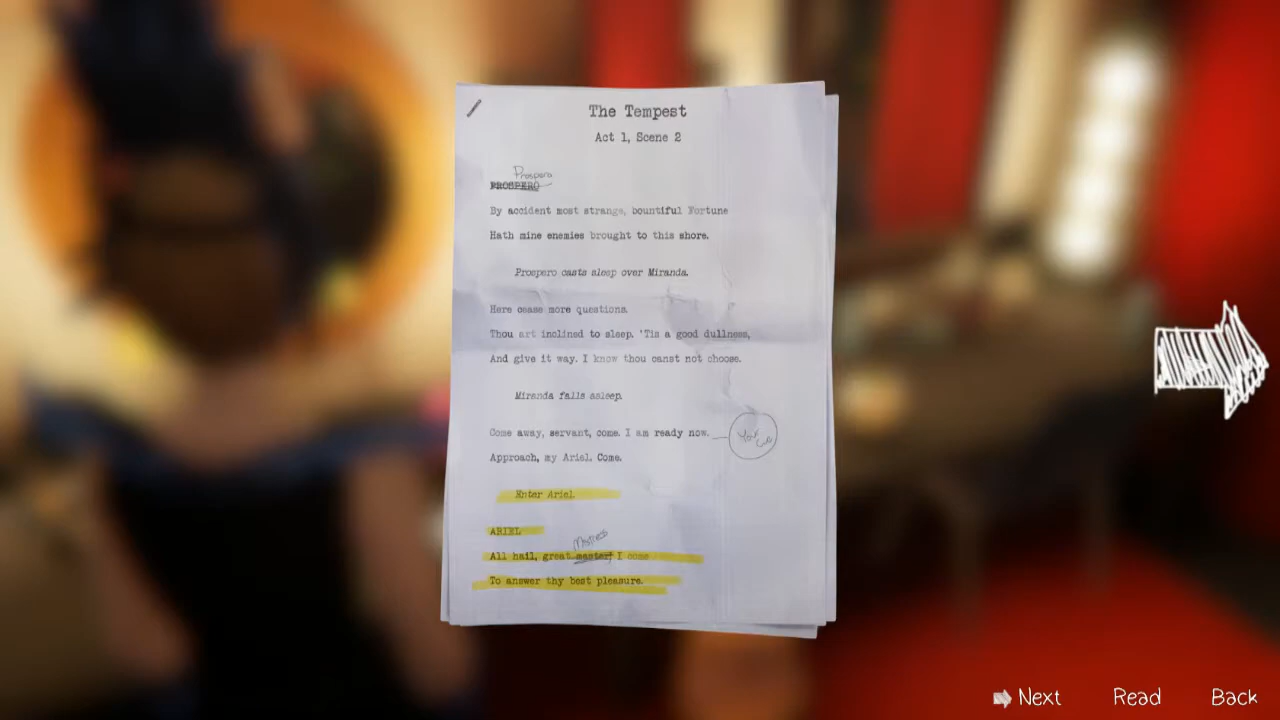 The Tempest
Act 1, Scene 2
Prospera
PROSPERO
By accident most strange, bountiful Fortune
Hath mine enemies brought to this shore.
Prospero casts sleep over Miranda.
Here cease more questions.
Thou art inclined to sleep. 'Tis a good dullness,
And give it way. I know thou canst not choose.
Miranda falls asleep.
Come away, servant, come. I am ready now.
Your cue
Approach, my Ariel. Come.
Enter Ariel.
ARIEL
Mistress
All hail, great master, I come
To answer thy best pleasure.
Next Read Back